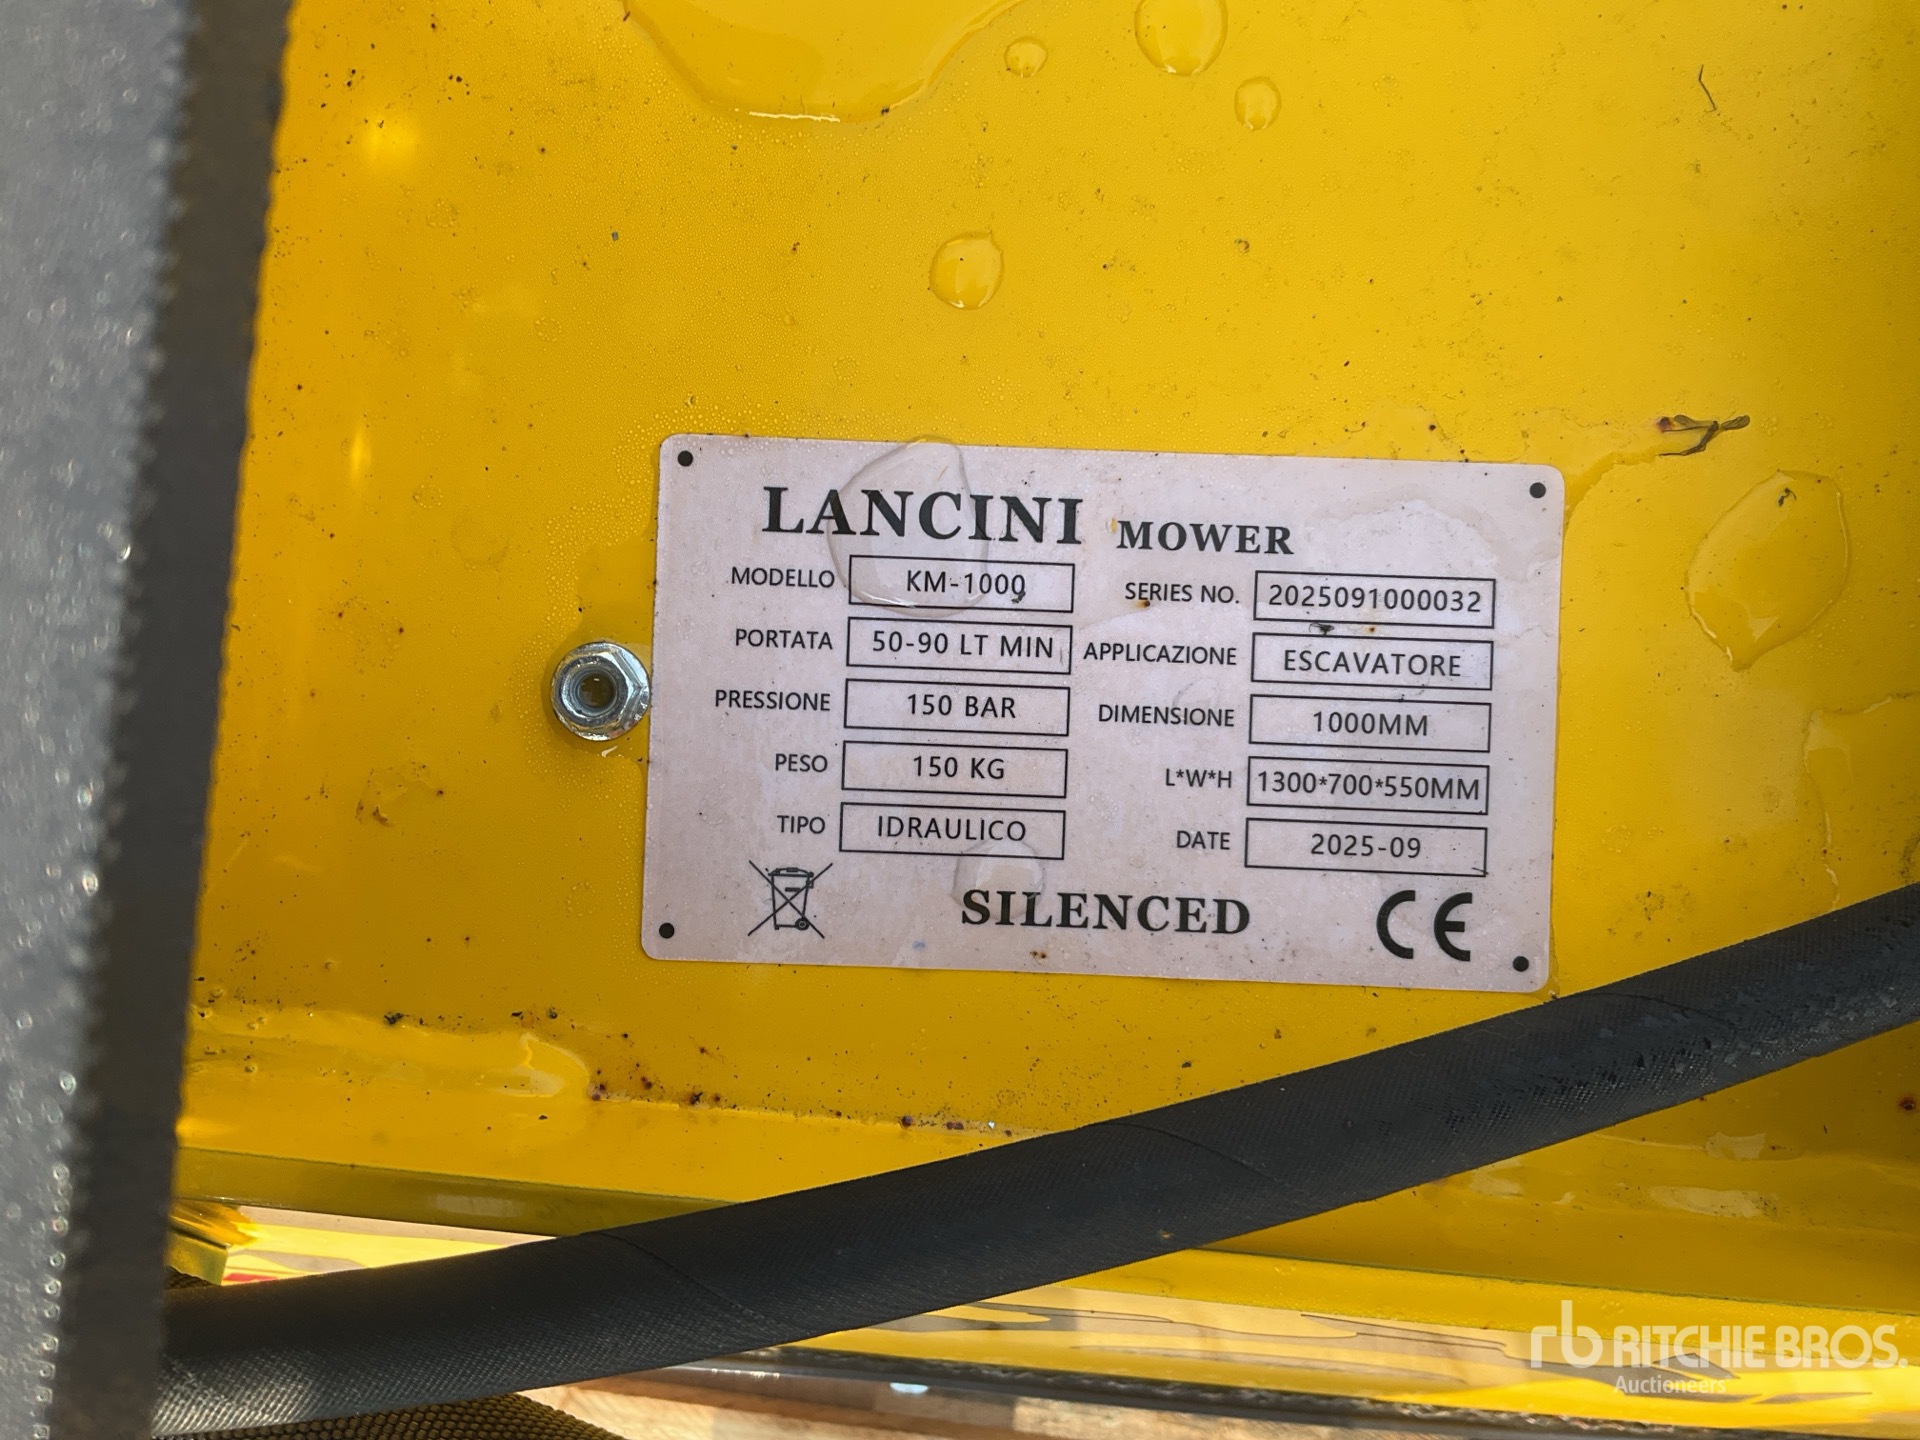 LANCINI MOWER
MODELLO KM-1000 SERIES NO. 2025091000032
PORTATA 50-90 LT MIN APPLICAZIONE ESCAVATORE
PRESSIONE 150 BAR DIMENSIONE 1000MM
PESO 150 KG L*W*H 1300*700*550MM
TIPO IDRAULICO DATE 2025-09
SILENCED CE
rb RITCHIE BROS.
Auctioneers